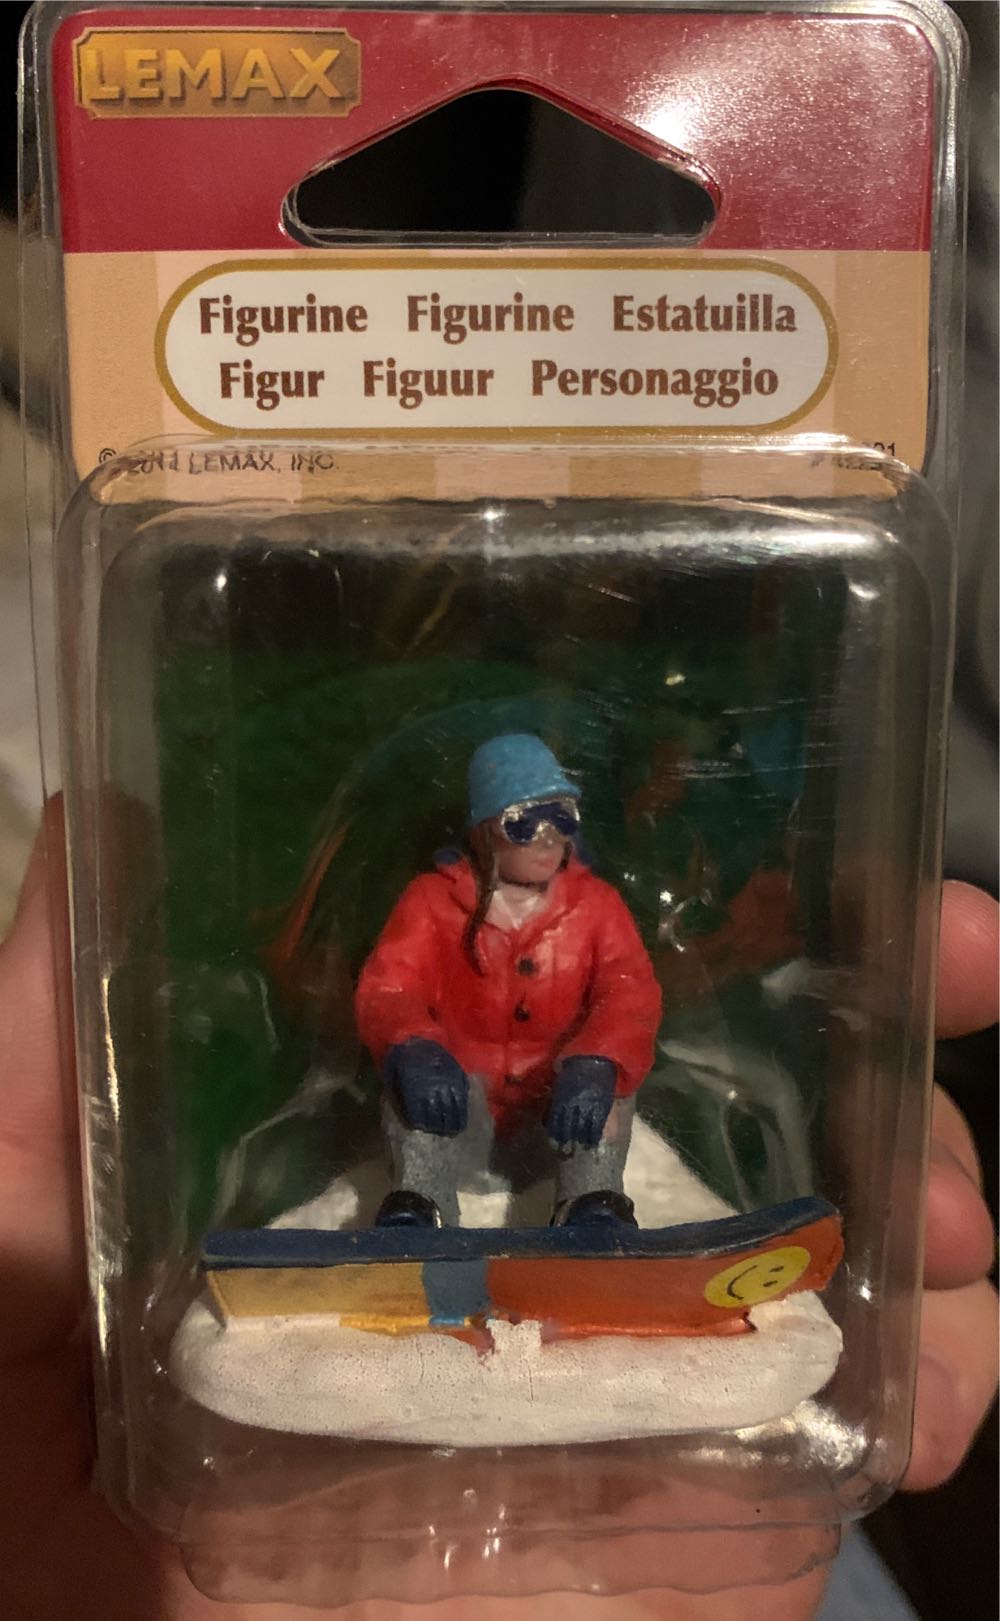 LEMAX
Figurine Figurine Estatuilla
Figur Figuur Personaggio
© LEMAX, INC.